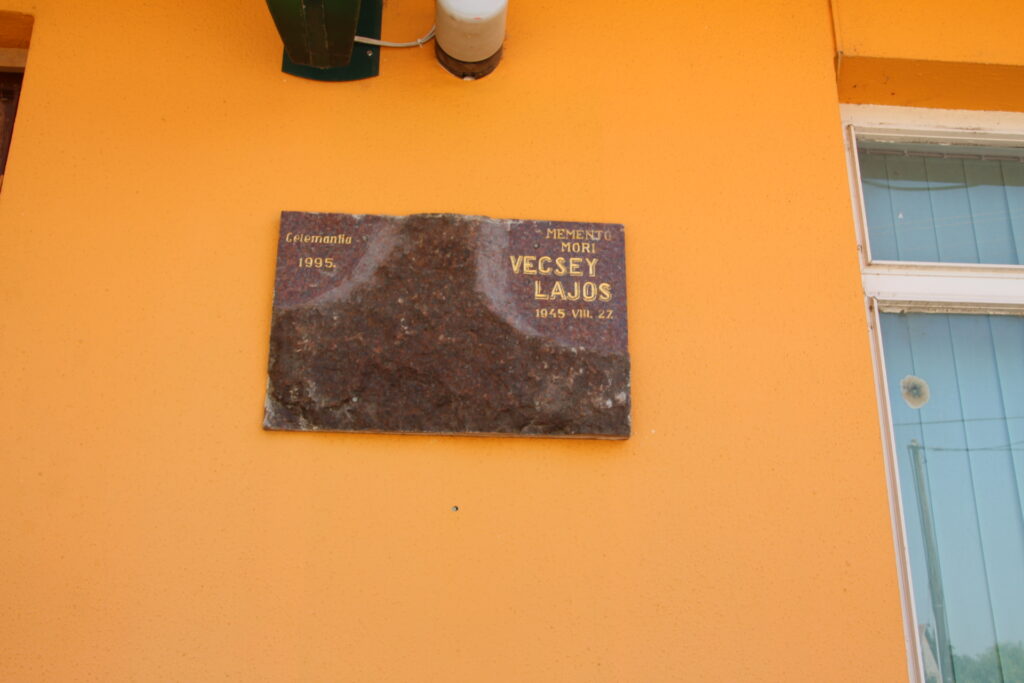 Celemantia
1995.
MEMENTO
MORI
VECSEY
LAJOS
1945 VIII. 27.